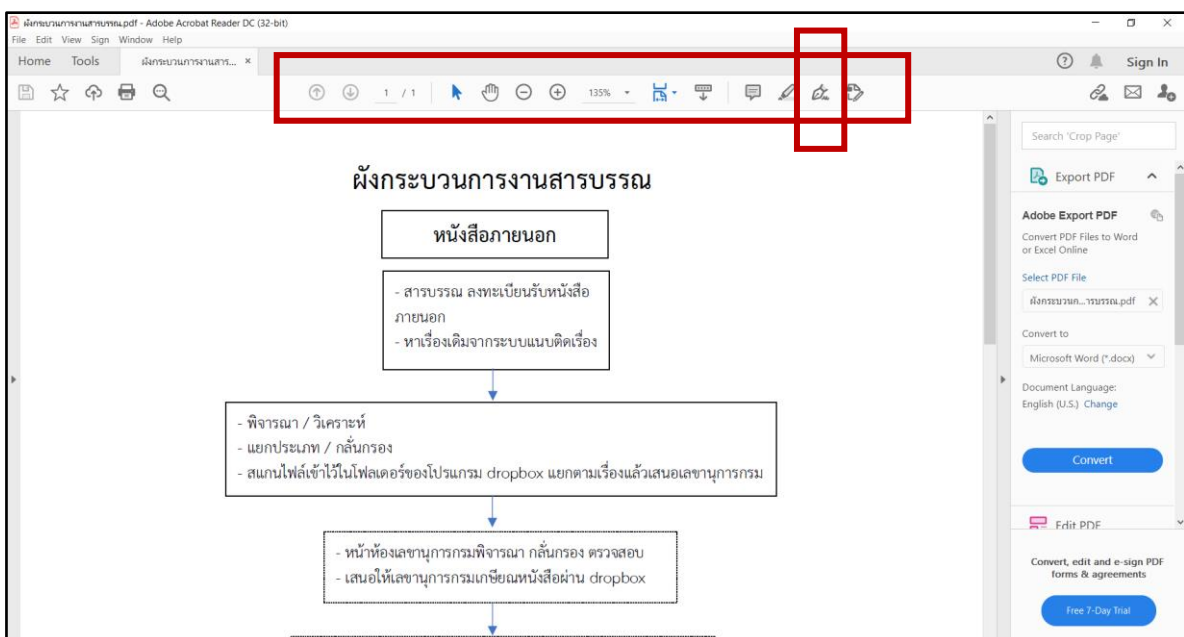 ผังกระบวนการงานสารบรรณ.pdf - Adobe Acrobat Reader DC (32-bit)
File Edit View Sign Window Help
Home Tools ผังกระบวนการงานสาร... × Sign In
1 / 1 135%
Search 'Crop Page'
Export PDF
Adobe Export PDF
Convert PDF Files to Word
or Excel Online
Select PDF File
ผังกระบวนก...ารบรรณ.pdf
Convert to
Microsoft Word (*.docx)
Document Language:
English (U.S.) Change
Convert
Edit PDF
Convert, edit and e-sign PDF
forms & agreements
Free 7-Day Trial
ผังกระบวนการงานสารบรรณ
หนังสือภายนอก
- สารบรรณ ลงทะเบียนรับหนังสือ
ภายนอก
- หาเรื่องเดิมจากระบบแนบติดเรื่อง
- พิจารณา / วิเคราะห์
- แยกประเภท / กลั่นกรอง
- สแกนไฟล์เข้าไว้ในโฟลเดอร์ของโปรแกรม dropbox แยกตามเรื่องแล้วเสนอเลขานุการกรม
- หน้าห้องเลขานุการกรมพิจารณา กลั่นกรอง ตรวจสอบ
- เสนอให้เลขานุการกรมเกษียณหนังสือผ่าน dropbox